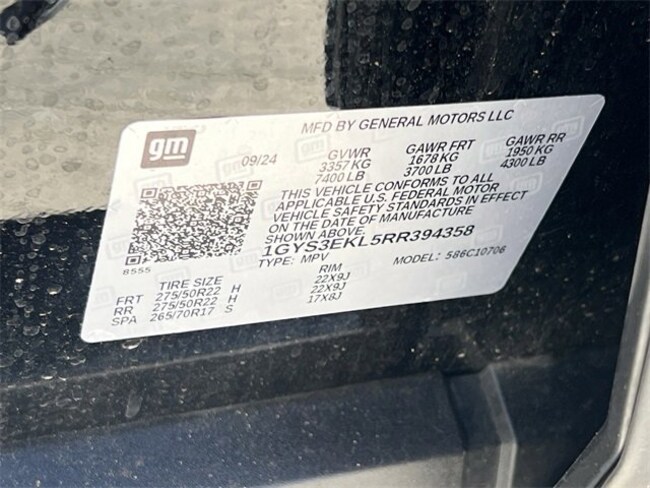 gm
MFD BY GENERAL MOTORS LLC
09/24
GVWR GAWR FRT GAWR RR
3357 KG 1678 KG 1950 KG
7400 LB 3700 LB 4300 LB
THIS VEHICLE CONFORMS TO ALL
APPLICABLE U.S. FEDERAL MOTOR
VEHICLE SAFETY STANDARDS IN EFFECT
ON THE DATE OF MANUFACTURE
SHOWN ABOVE.
1GYS3EKL5RR394358
TYPE: MPV MODEL: 586C10706
8555
TIRE SIZE RIM
FRT 275/50R22 H 22X9J
RR 275/50R22 H 22X9J
SPA 265/70R17 S 17X8J